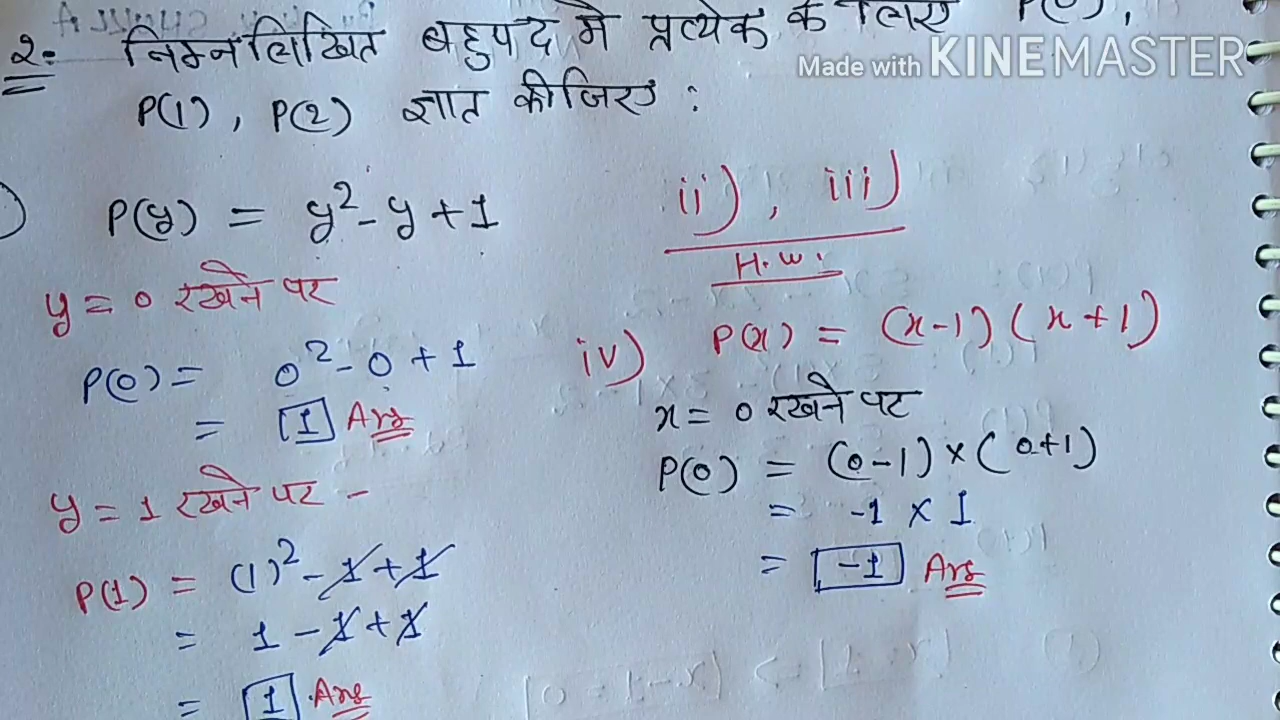 २:- निम्नलिखित बहुपद मे प्रत्येक के लिए P(0),
P(1), P(2) ज्ञात कीजिए :
Made with KINEMASTER
) P(y) = y² - y + 1
y = 0 रखने पर
P(0) = 0² - 0 + 1
= 1 Ans
y = 1 रखने पर -
P(1) = (1)² - 1 + 1
= 1 - 1 + 1
= 1 Ans
ii) , iii)
H.W.
iv) P(x) = (x-1) (x+1)
x = 0 रखने पर
P(0) = (0-1) × (0+1)
= -1 × 1
= -1 Ans